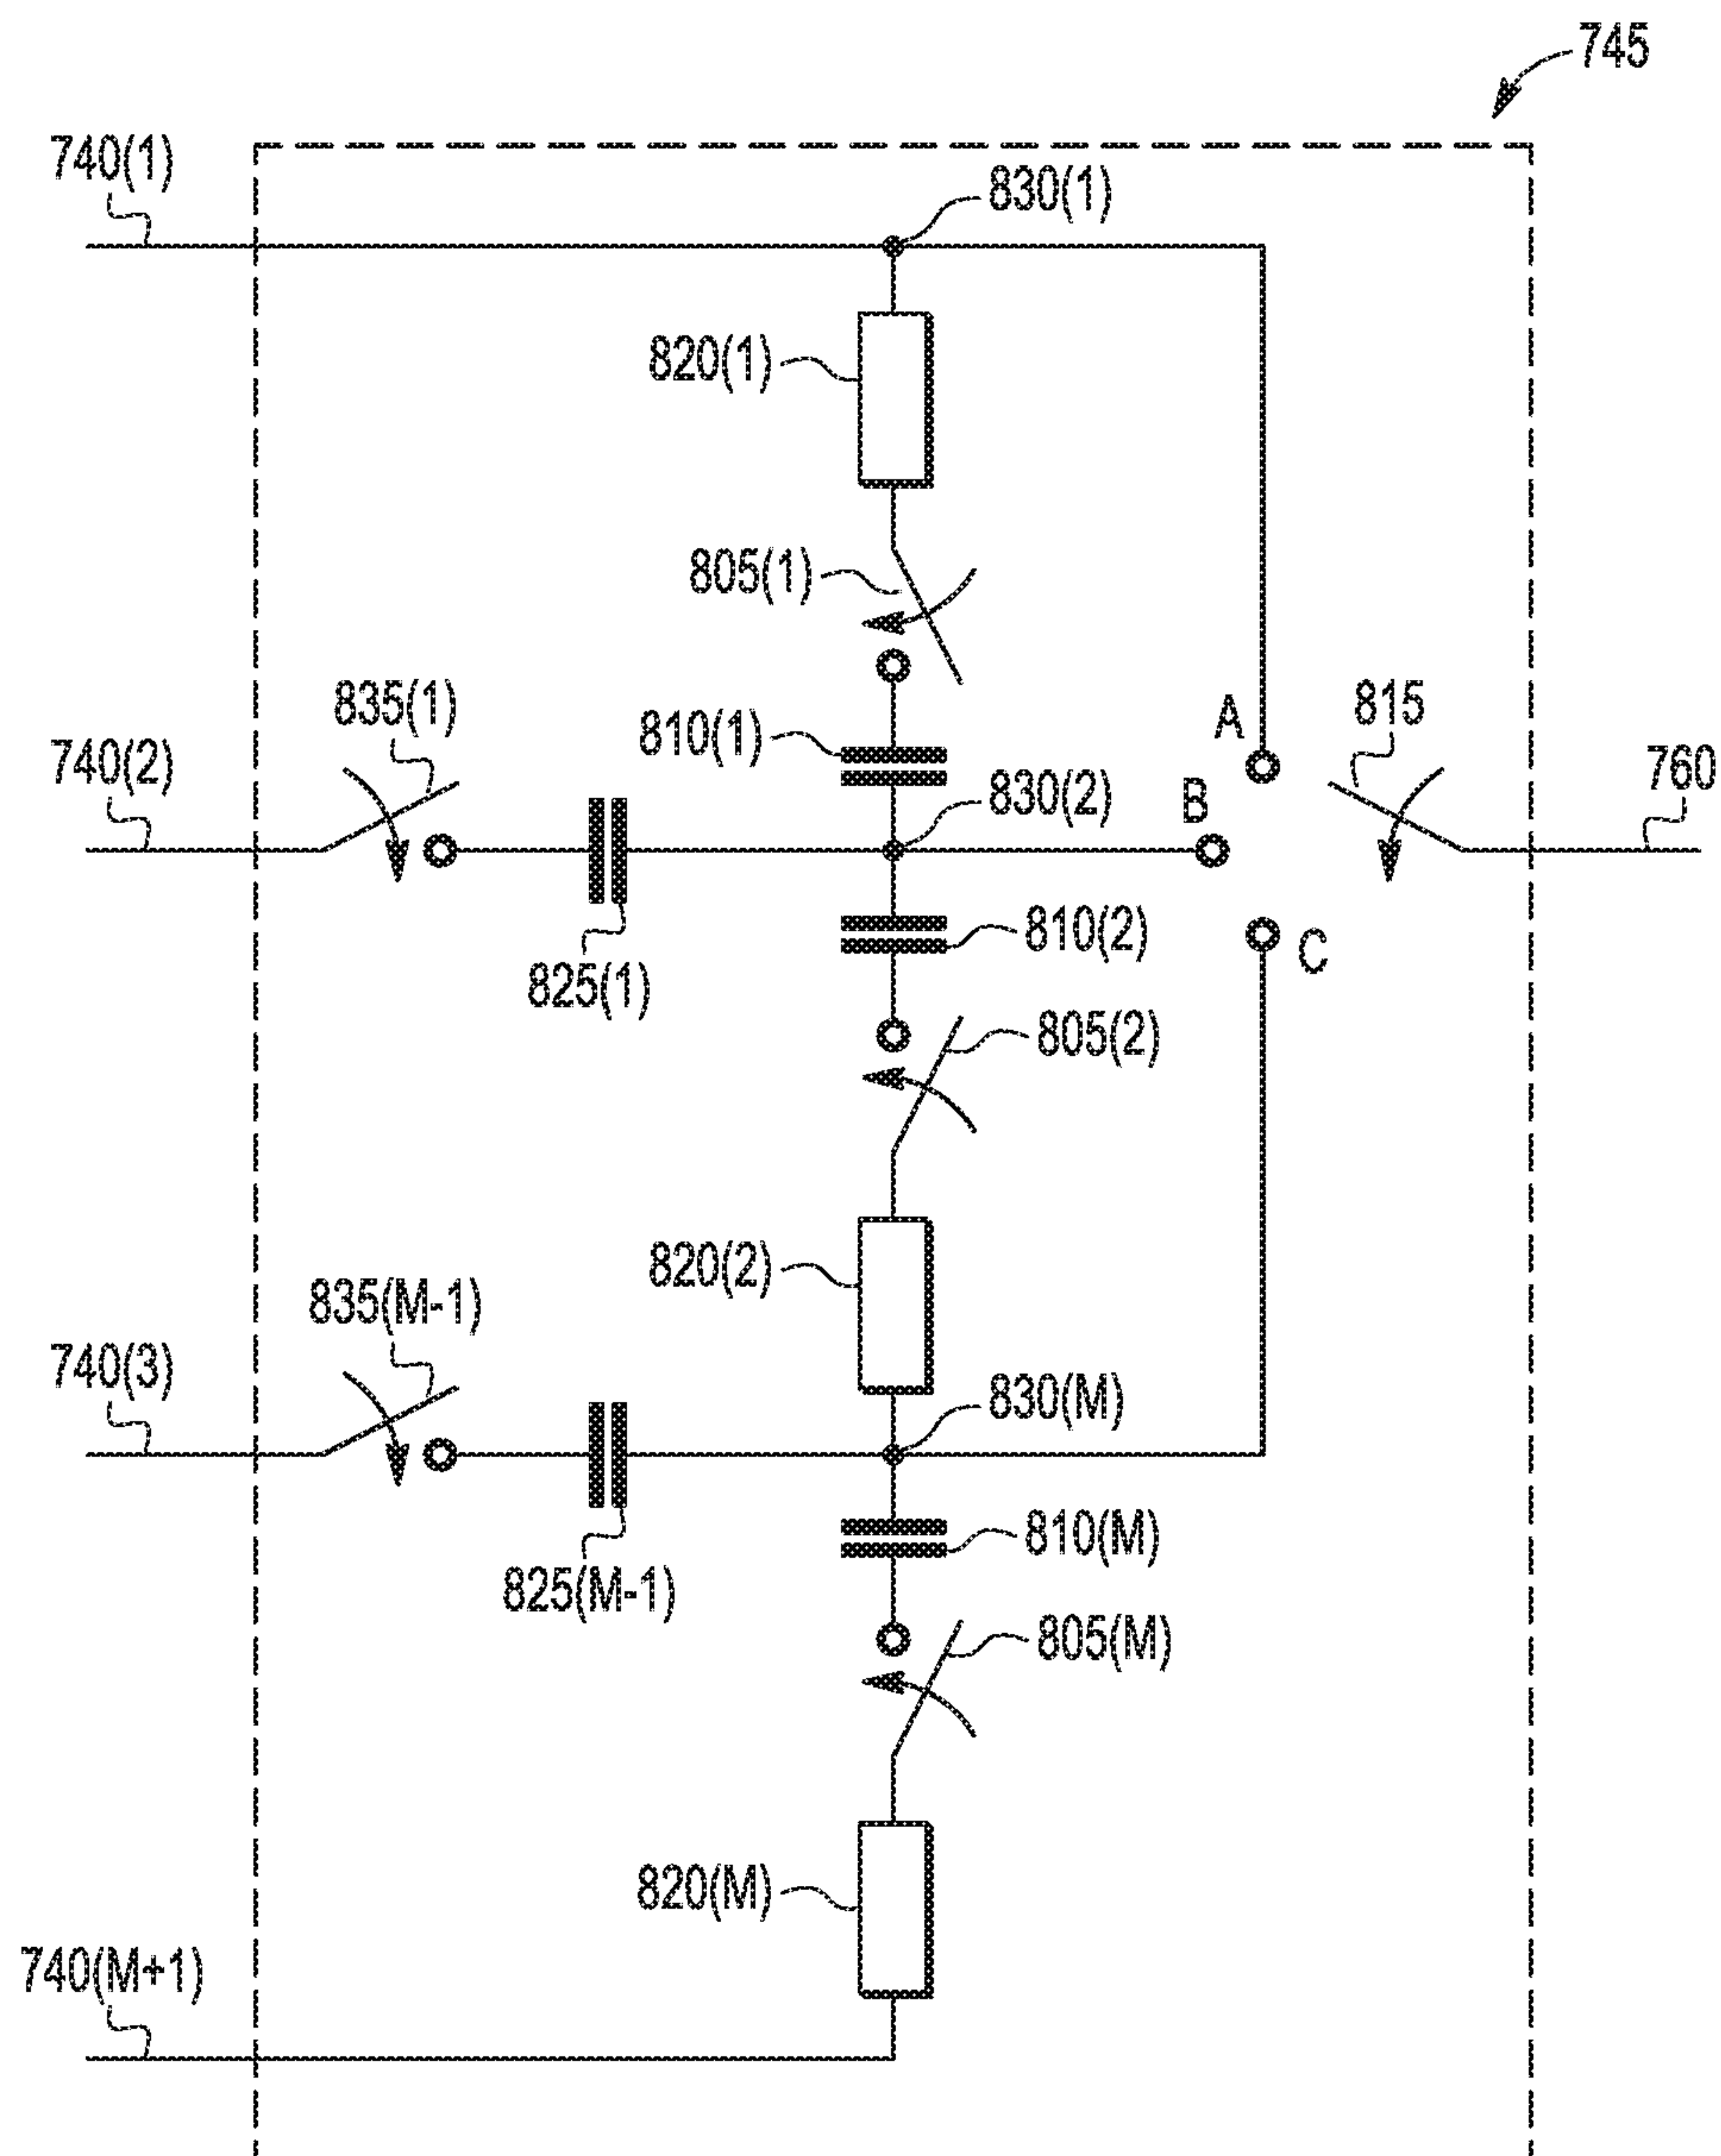 745
740(1)
830(1)
820(1)
805(1)
835(1)
810(1)
A
815
740(2)
830(2)
B
760
825(1)
810(2)
C
805(2)
820(2)
835(M-1)
740(3)
830(M)
825(M-1)
810(M)
805(M)
820(M)
740(M+1)